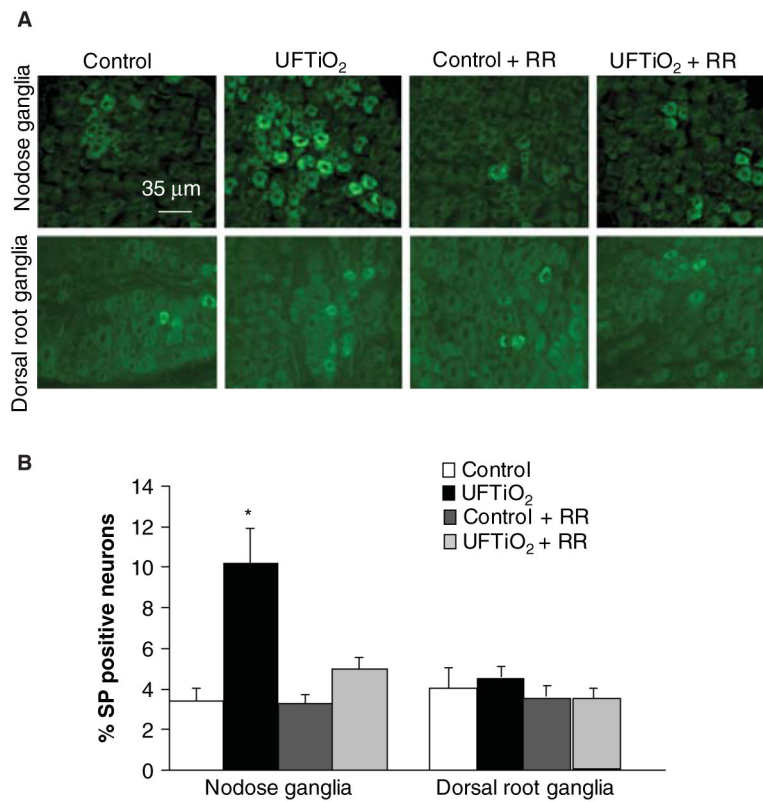 A
Control UFTiO₂ Control + RR UFTiO₂ + RR
Nodose ganglia
35 μm
Dorsal root ganglia
B
Control
UFTiO₂
Control + RR
UFTiO₂ + RR
% SP positive neurons
14
12
10
8
6
4
2
0
*
Nodose ganglia Dorsal root ganglia